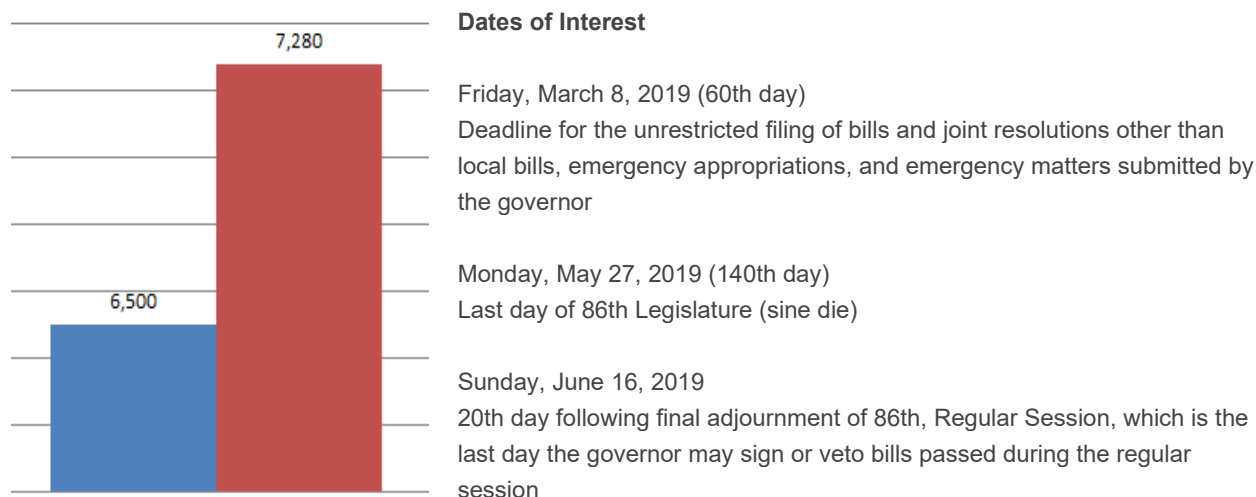 7,280
6,500
Dates of Interest
Friday, March 8, 2019 (60th day)
Deadline for the unrestricted filing of bills and joint resolutions other than
local bills, emergency appropriations, and emergency matters submitted by
the governor
Monday, May 27, 2019 (140th day)
Last day of 86th Legislature (sine die)
Sunday, June 16, 2019
20th day following final adjournment of 86th, Regular Session, which is the
last day the governor may sign or veto bills passed during the regular
session